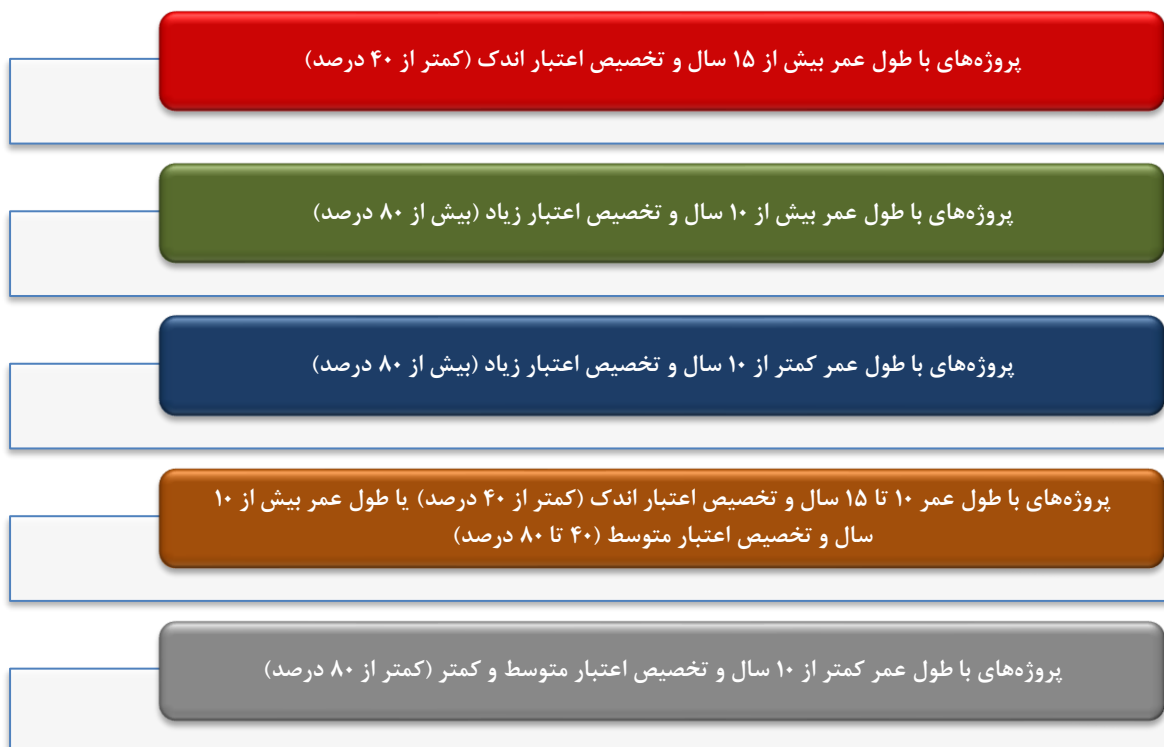 پروژه‌های با طول عمر بیش از ۱۵ سال و تخصیص اعتبار اندک (کمتر از ۴۰ درصد)
پروژه‌های با طول عمر بیش از ۱۰ سال و تخصیص اعتبار زیاد (بیش از ۸۰ درصد)
پروژه‌های با طول عمر کمتر از ۱۰ سال و تخصیص اعتبار زیاد (بیش از ۸۰ درصد)
پروژه‌های با طول عمر ۱۰ تا ۱۵ سال و تخصیص اعتبار اندک (کمتر از ۴۰ درصد) یا طول عمر بیش از ۱۰
سال و تخصیص اعتبار متوسط (۴۰ تا ۸۰ درصد)
پروژه‌های با طول عمر کمتر از ۱۰ سال و تخصیص اعتبار متوسط و کمتر (کمتر از ۸۰ درصد)